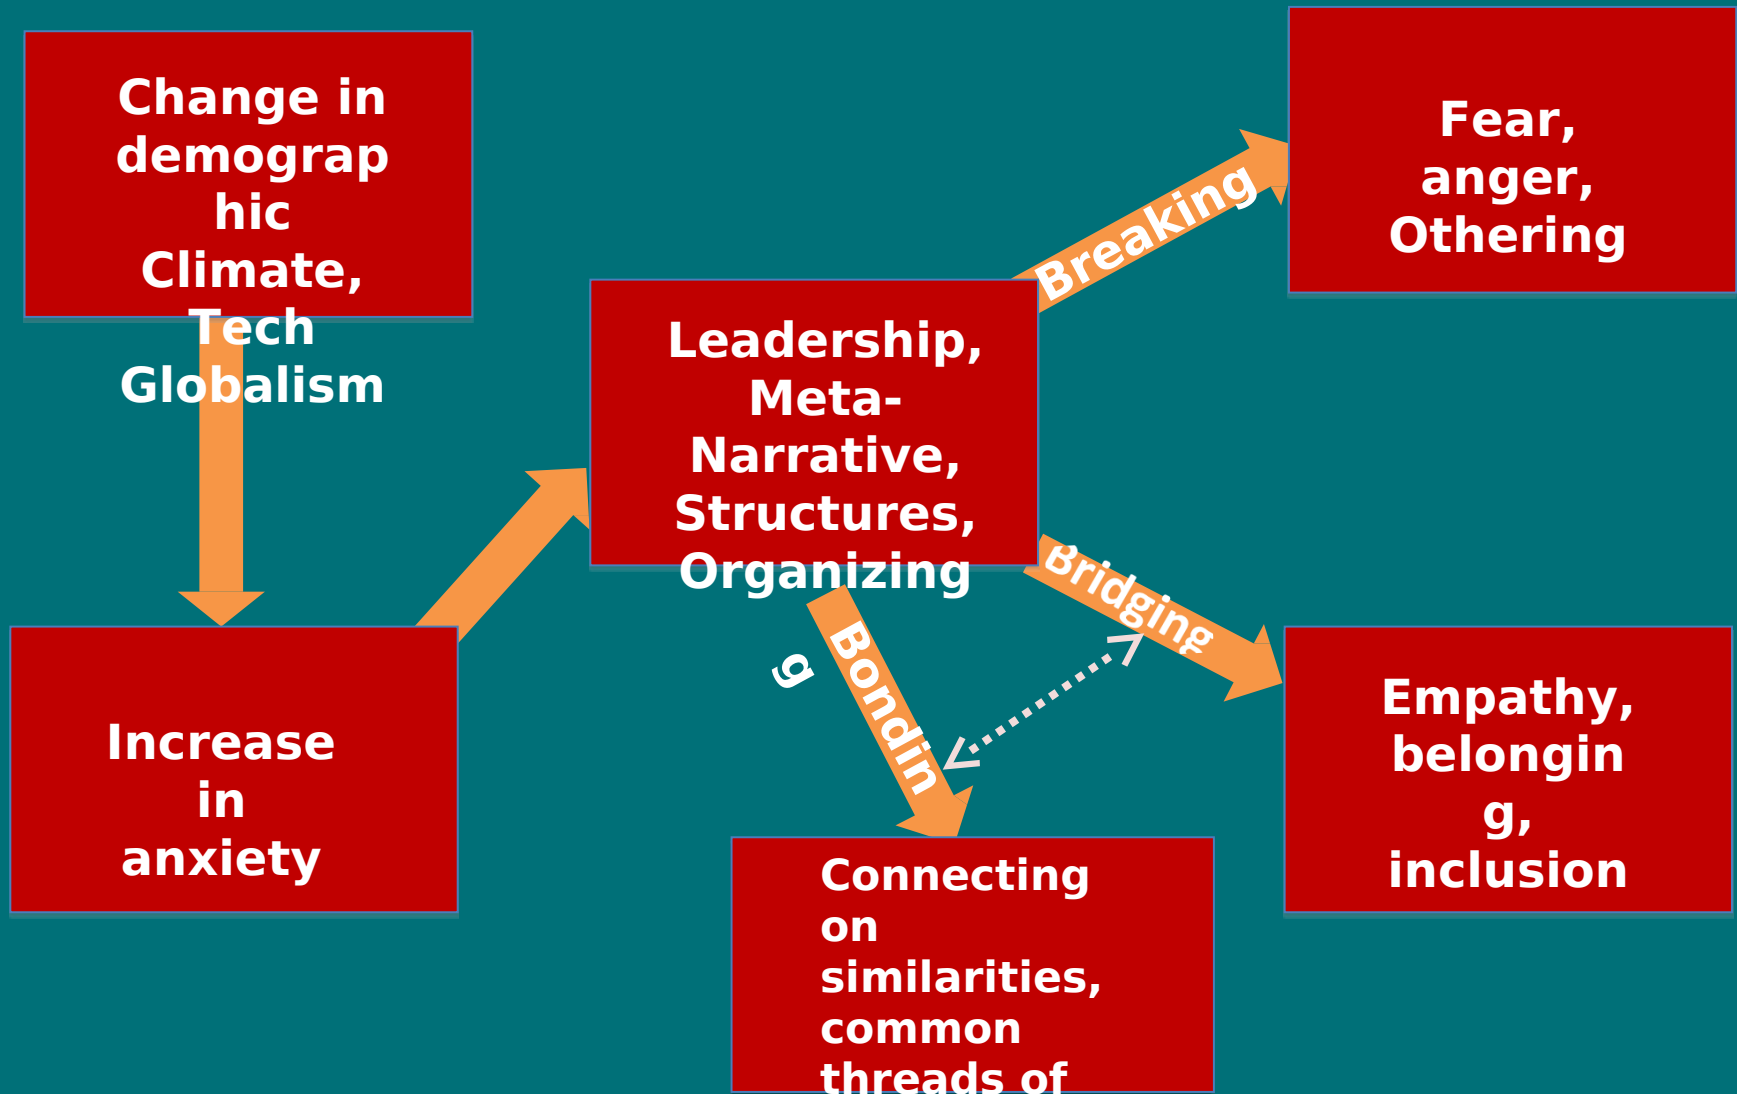 Change in
demograp
hic
Climate,
Tech
Globalism
Increase
in
anxiety
Leadership,
Meta-
Narrative,
Structures,
Organizing
Breaking
Fear,
anger,
Othering
Bridging
Empathy,
belongin
g,
inclusion
Bondin
g
Connecting
on
similarities,
common
threads of